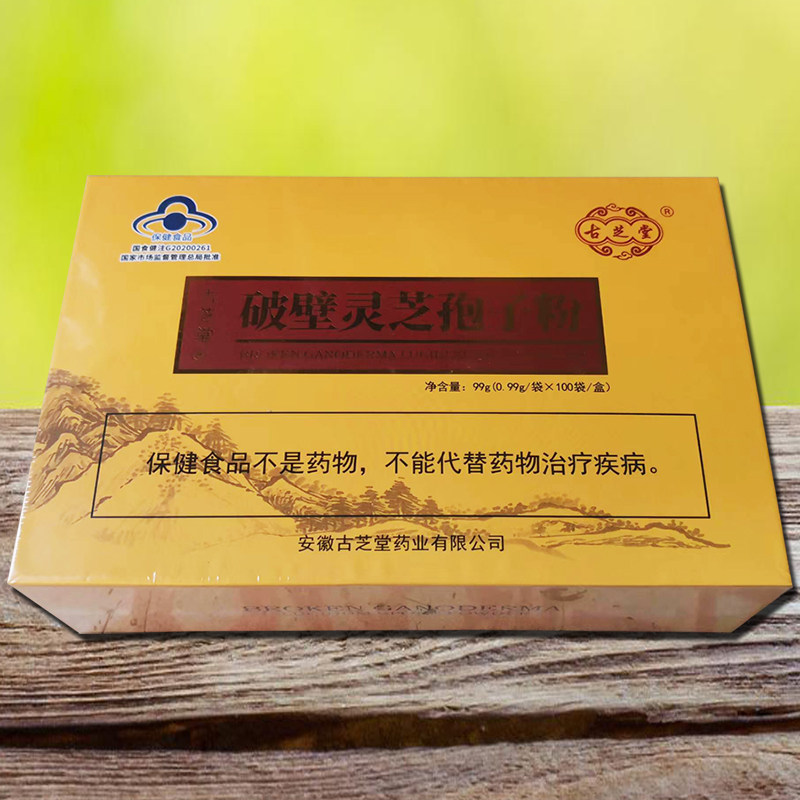 保健食品
国食健注G20200261
国家市场监督管理总局批准
古芝堂
®
破壁灵芝孢子粉
BROKEN GANODERMA LUCIDUM
净含量：99g(0.99g/袋×100袋/盒)
保健食品不是药物，不能代替药物治疗疾病。
安徽古芝堂药业有限公司
BROKEN GANODERMA